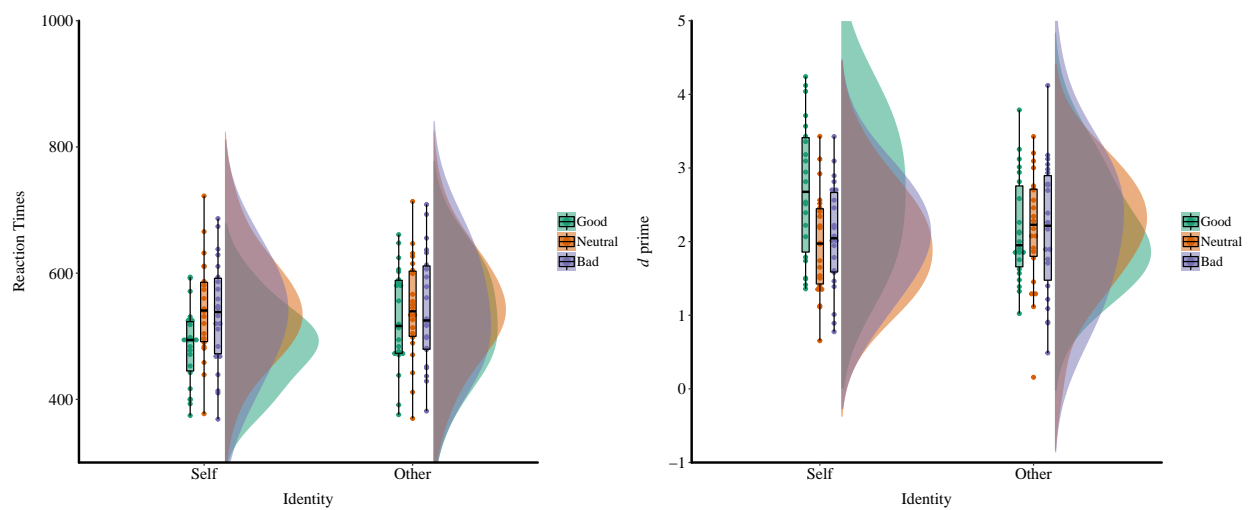 1000
800
600
400
Reaction Times
Self
Other
Identity
Good
Neutral
Bad
5
4
3
2
1
0
−1
d prime
Self
Other
Identity
Good
Neutral
Bad